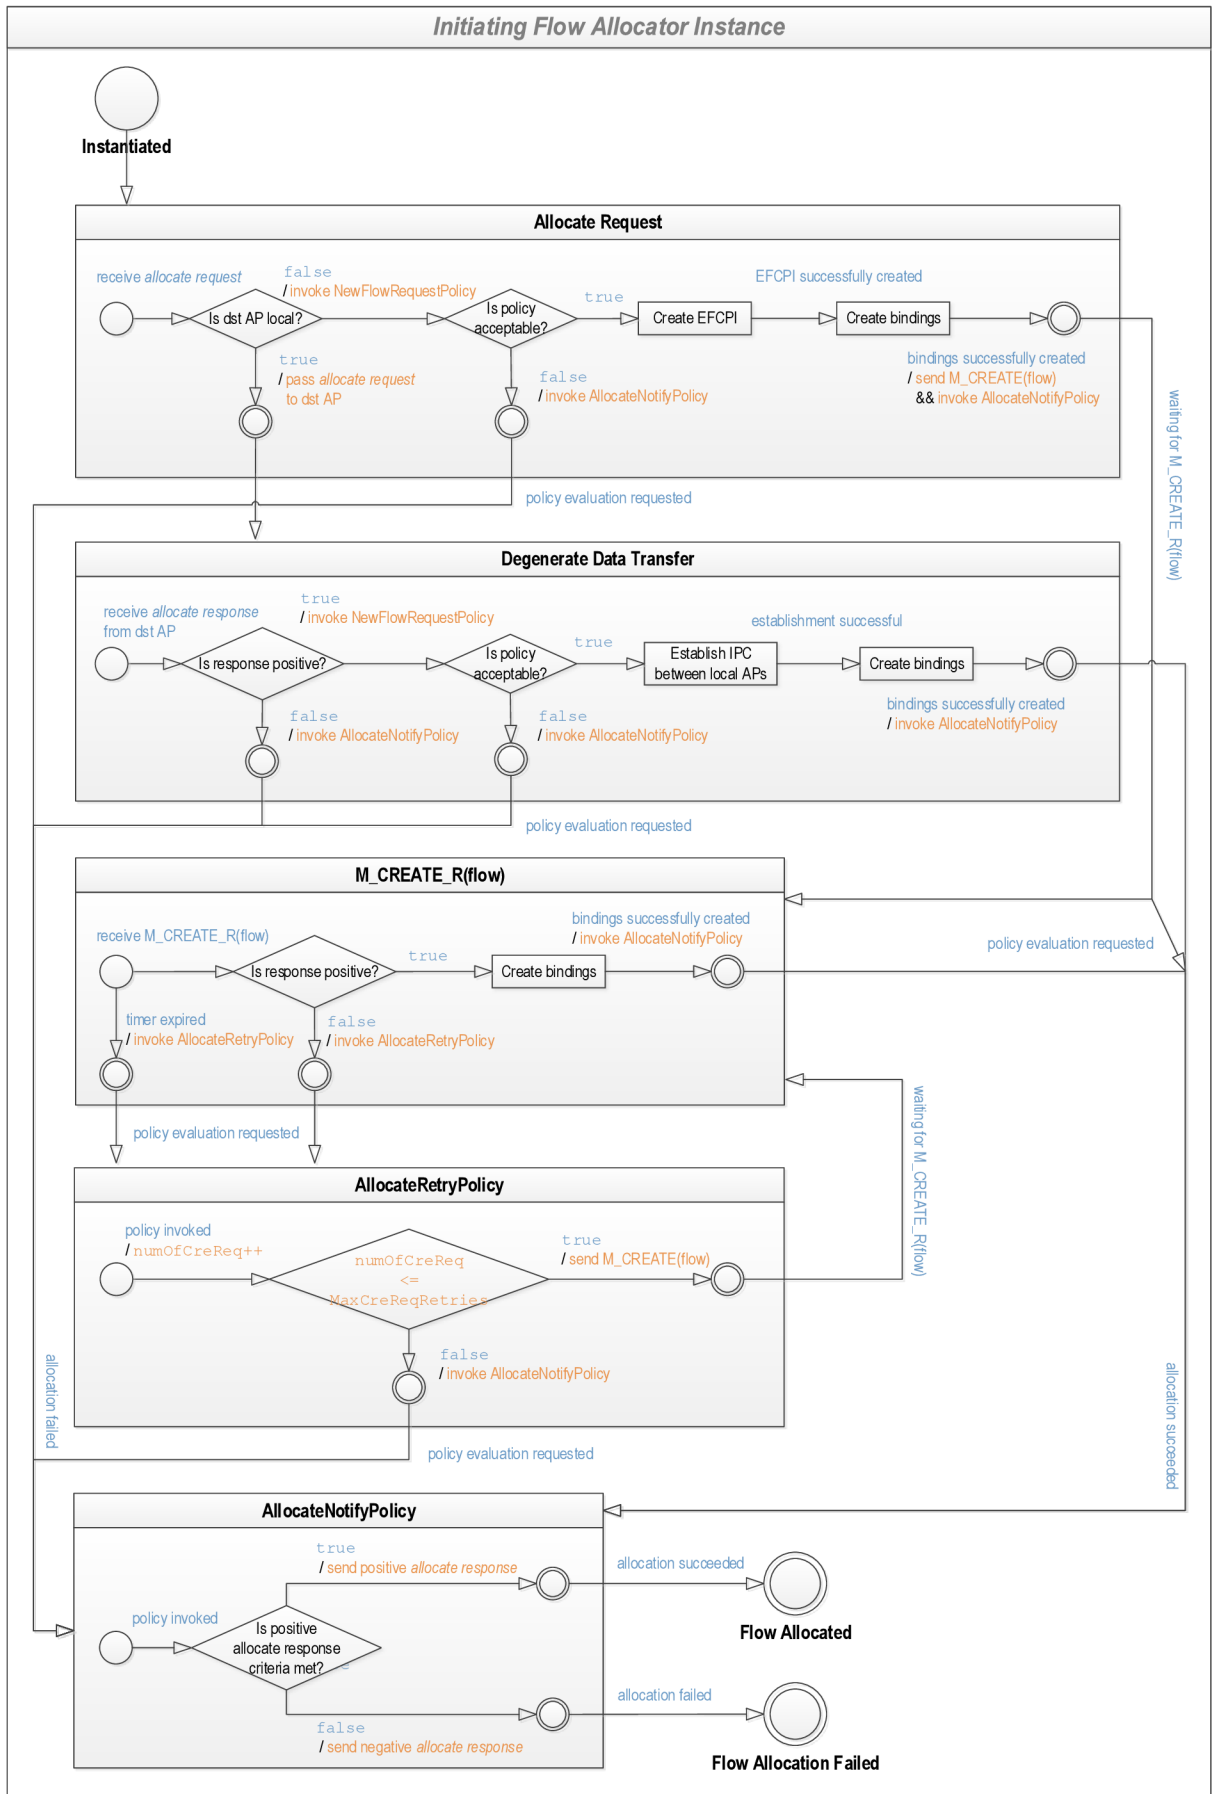 Initiating Flow Allocator Instance
Instantiated
Allocate Request
receive allocate request
false
/ invoke NewFlowRequestPolicy
EFCPI successfully created
Is dst AP local?
Is policy
acceptable?
true
Create EFCPI
Create bindings
true
/ pass allocate request
to dst AP
false
/ invoke AllocateNotifyPolicy
bindings successfully created
/ send M_CREATE(flow)
&& invoke AllocateNotifyPolicy
waiting for M_CREATE_R(flow)
policy evaluation requested
Degenerate Data Transfer
receive allocate response
from dst AP
true
/ invoke NewFlowRequestPolicy
establishment successful
Is response positive?
Is policy
acceptable?
true
Establish IPC
between local APs
Create bindings
false
/ invoke AllocateNotifyPolicy
false
/ invoke AllocateNotifyPolicy
bindings successfully created
/ invoke AllocateNotifyPolicy
policy evaluation requested
M_CREATE_R(flow)
receive M_CREATE_R(flow)
bindings successfully created
/ invoke AllocateNotifyPolicy
policy evaluation requested
Is response positive?
true
Create bindings
timer expired
/ invoke AllocateRetryPolicy
false
/ invoke AllocateRetryPolicy
policy evaluation requested
waiting for M_CREATE_R(flow)
AllocateRetryPolicy
policy invoked
/ numOfCreReq++
numOfCreReq
<=
MaxCreReqRetries
true
/ send M_CREATE(flow)
false
/ invoke AllocateNotifyPolicy
allocation failed
allocation succeeded
policy evaluation requested
AllocateNotifyPolicy
true
/ send positive allocate response
allocation succeeded
Flow Allocated
policy invoked
Is positive
allocate response
criteria met?
false
/ send negative allocate response
allocation failed
Flow Allocation Failed